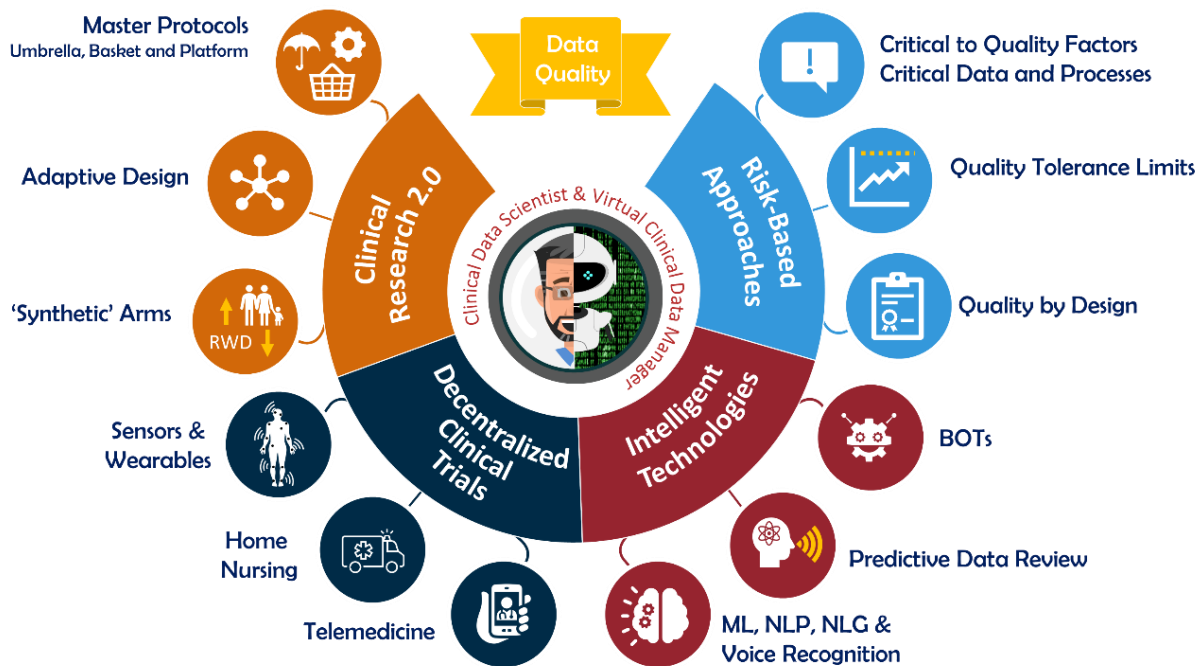 Master Protocols
Umbrella, Basket and Platform
Adaptive Design
‘Synthetic’ Arms
RWD
Sensors &
Wearables
Home
Nursing
Telemedicine
Clinical
Research 2.0
Decentralized
Clinical
Trials
Data
Quality
Clinical Data Scientist & Virtual Clinical Data Manager
Risk-Based
Approaches
Intelligent
Technologies
Critical to Quality Factors
Critical Data and Processes
Quality Tolerance Limits
Quality by Design
BOTs
Predictive Data Review
ML, NLP, NLG &
Voice Recognition